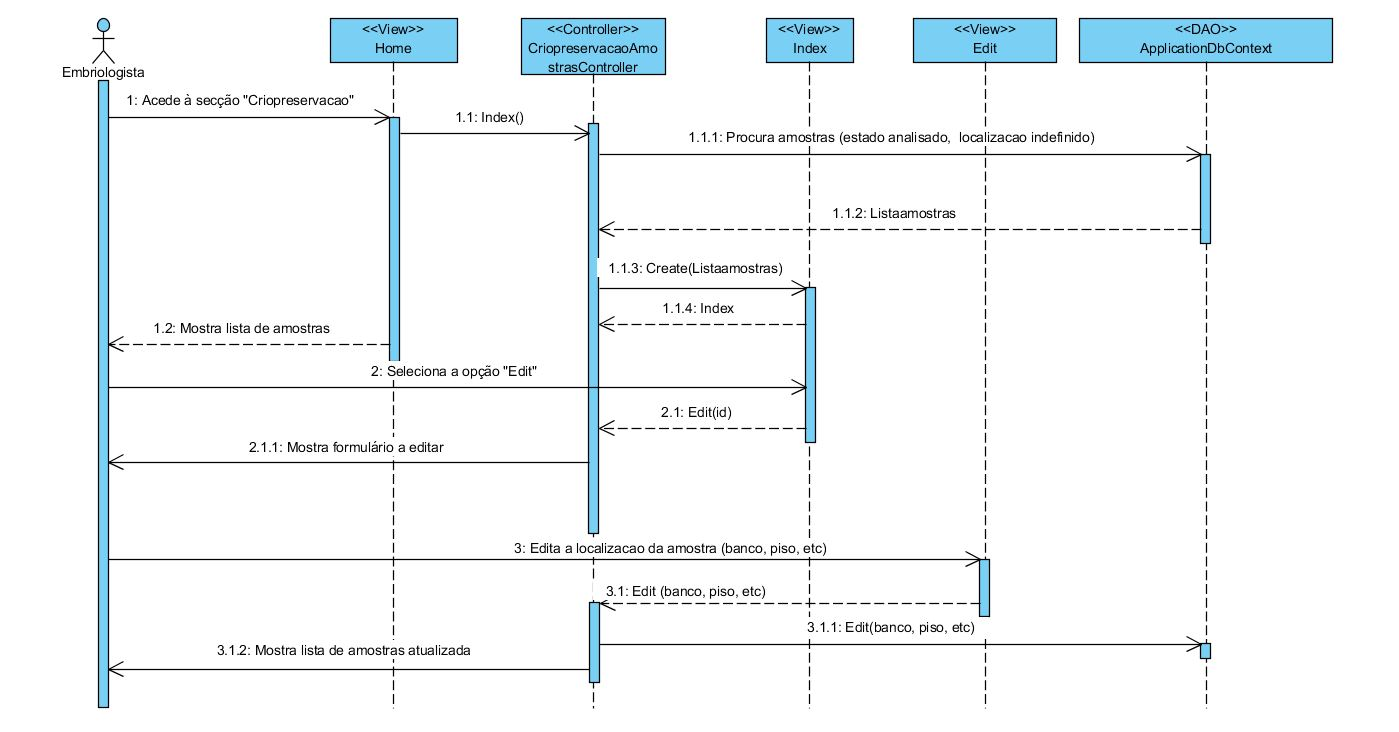 <<View>>
Home
<<Controller>>
CriopreservacaoAmo
strasController
<<View>>
Index
<<View>>
Edit
<<DAO>>
ApplicationDbContext
Embriologista
1: Acede à secção "Criopreservacao"
1.1: Index()
1.1.1: Procura amostras (estado analisado,  localizacao indefinido)
1.1.2: Listaamostras
1.1.3: Create(Listaamostras)
1.1.4: Index
1.2: Mostra lista de amostras
2: Seleciona a opção "Edit"
2.1: Edit(id)
2.1.1: Mostra formulário a editar
3: Edita a localizacao da amostra (banco, piso, etc)
3.1: Edit (banco, piso, etc)
3.1.1: Edit(banco, piso, etc)
3.1.2: Mostra lista de amostras atualizada